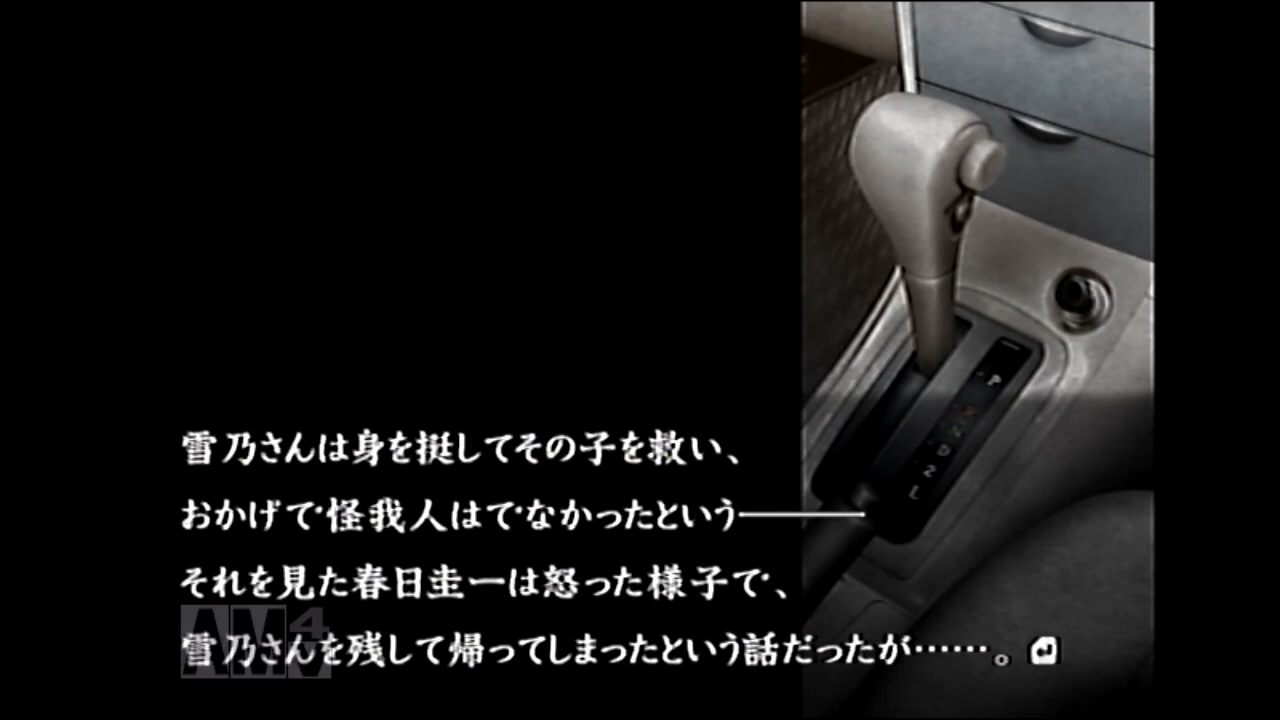 雪乃さんは身を挺してその子を救い、
おかげで怪我人はでなかったという――
それを見た春日圭一は怒った様子で、
雪乃さんを残して帰ってしまったという話だったが……。
AMV4
P
R
N
D
2
L